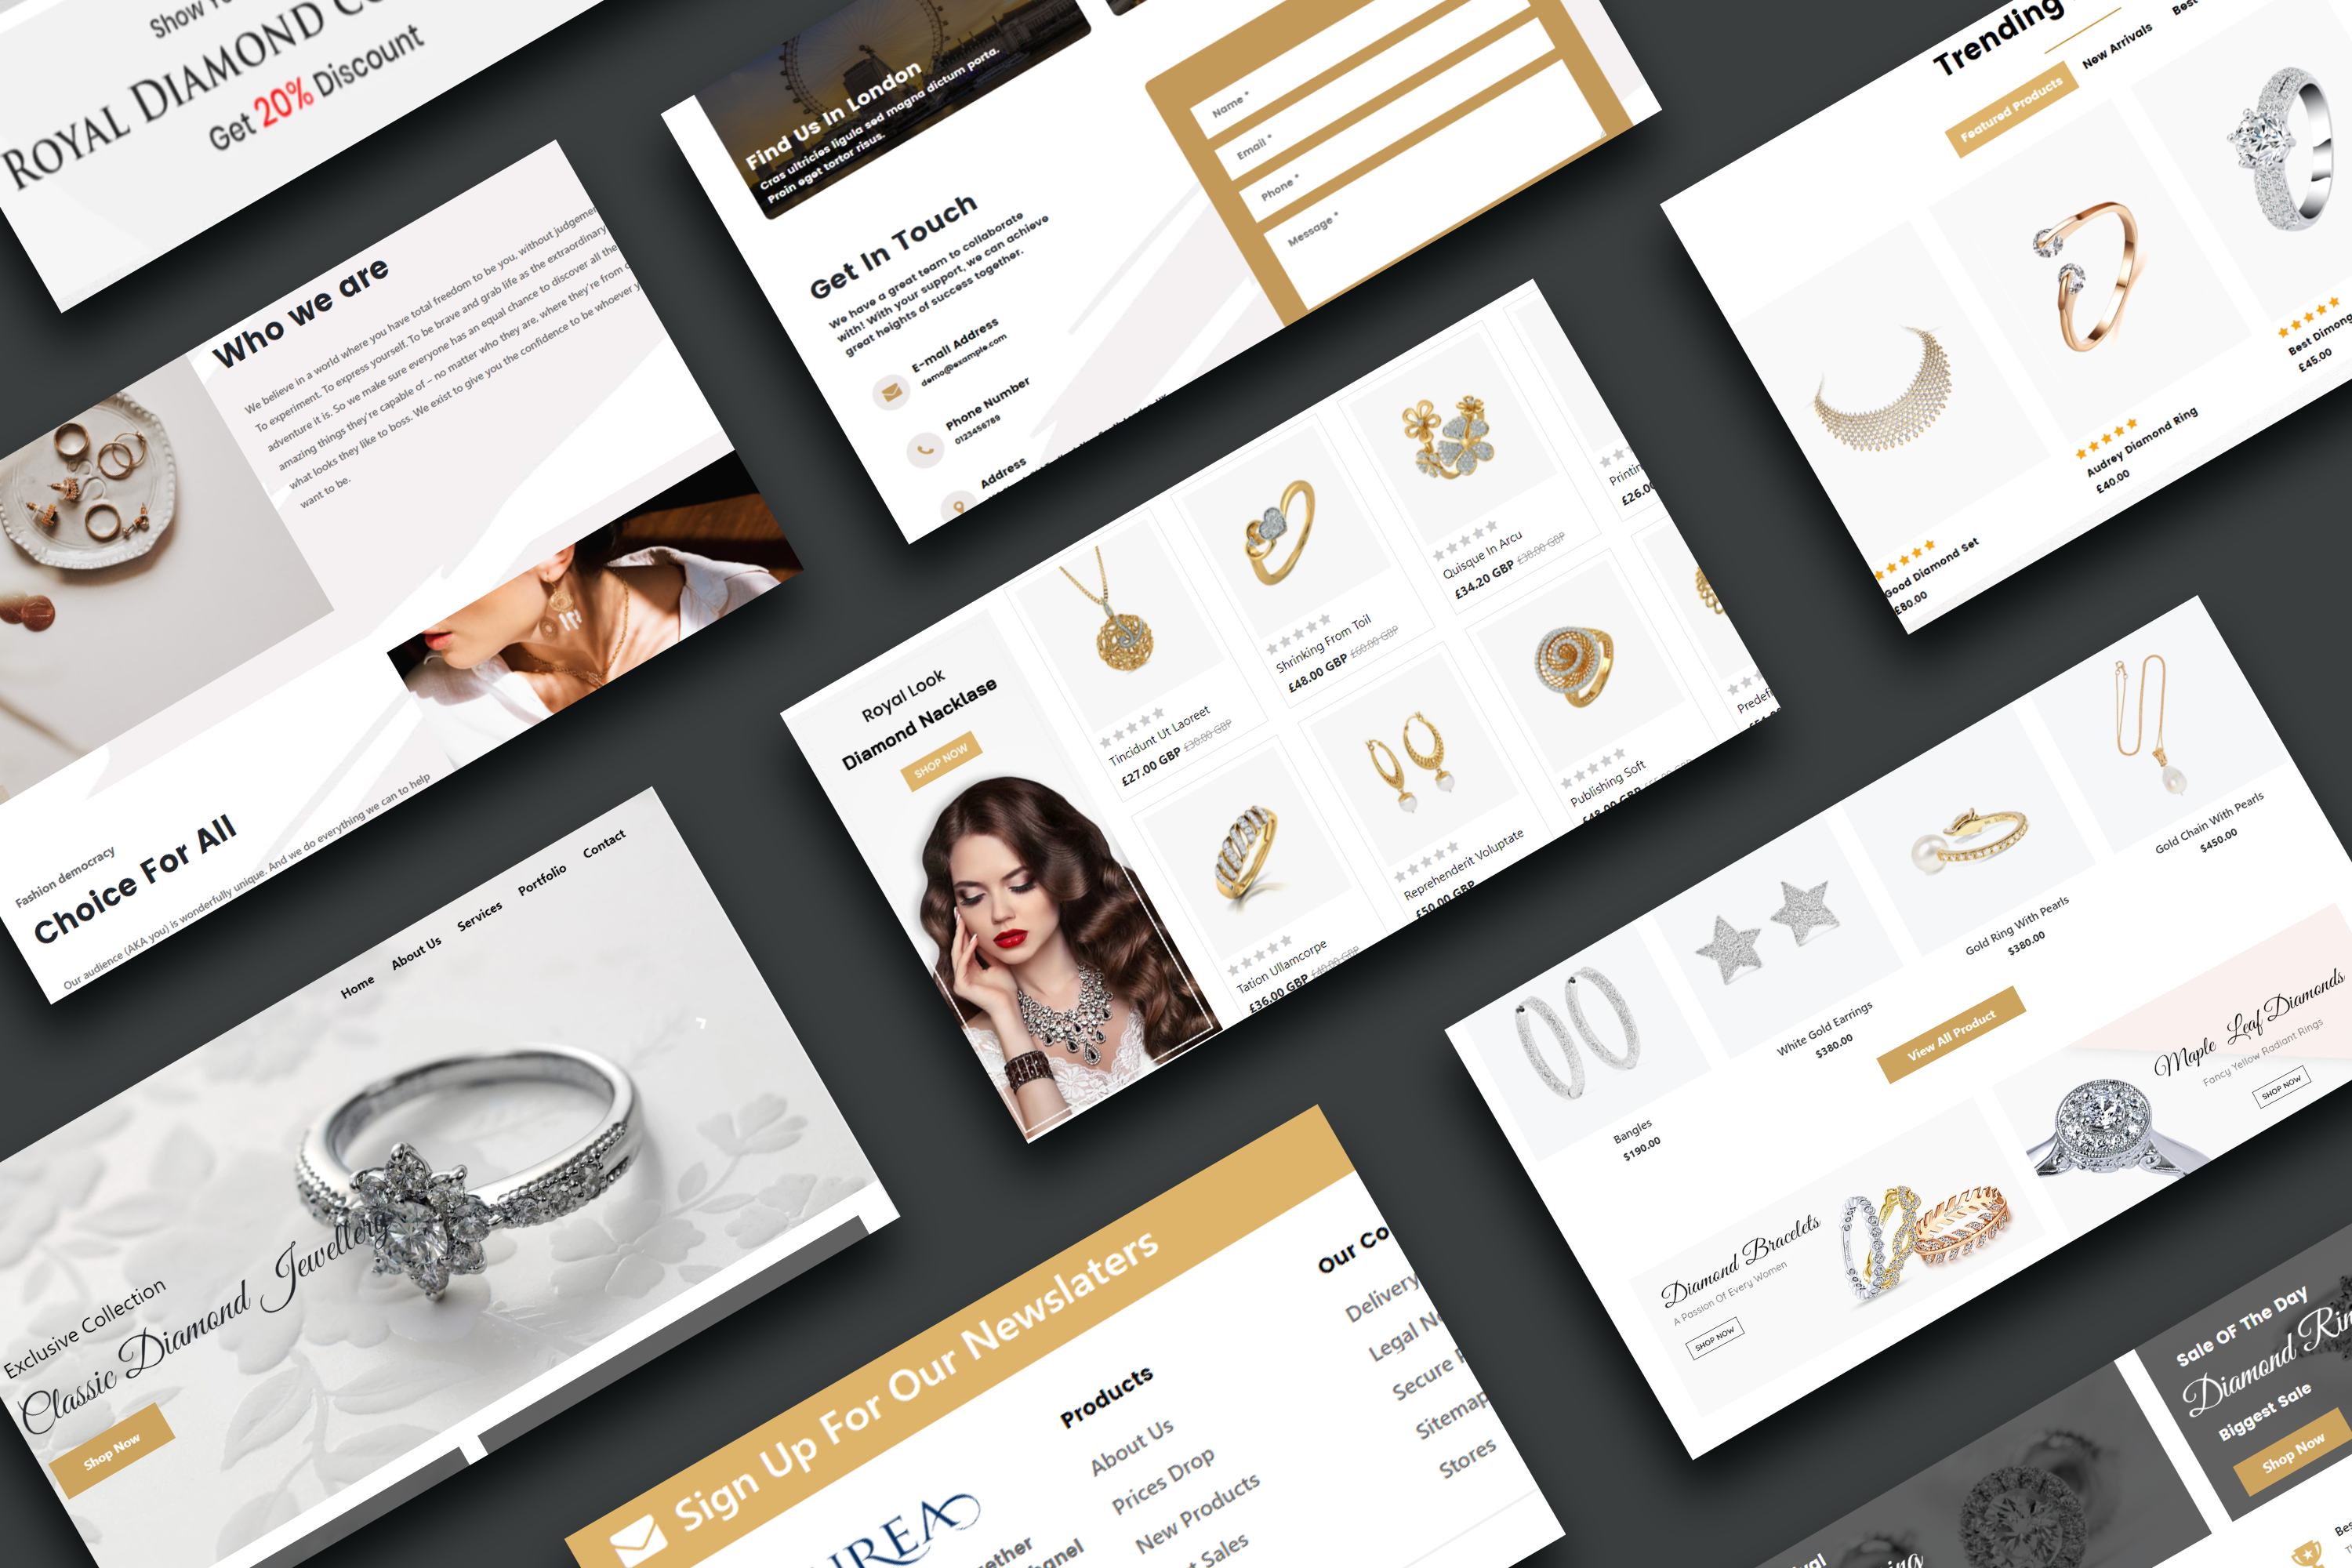 Show
ROYAL DIAMOND
Get 20% Discount
Who we are
We believe in a world where you have total freedom to be you, without
To experiment. To express yourself. To be brave and grab life as the extraordinary
adventure it is. So we make sure everyone has an equal chance to discover all the
amazing things they're capable of – no matter who they are, where they're from
what looks they like to boss. We exist to give you the confidence to be whoever
want to be.
Fashion democracy
Choice For All
Our audience (AKA you) is wonderfully unique. And we do everything we can to help
Home
About Us
Services
Portfolio
Contact
Exclusive Collection
Classic Diamond Jewellery
Shop Now
Find Us In London
Cras ultricies ligula sed magna dictum porta.
Proin eget tortor risus.
Get In Touch
We have a great team to collaborate
with! With your support, we can achieve
great heights of success together.
E-mail Address
demo@example.com
Phone Number
0123456789
Address
Name *
Email *
Phone *
Message *
Royal Look
Diamond Nacklase
SHOP NOW
Tincidunt Ut Laoreet
£27.00 GBP £30.00 GBP
Shrinking From Toil
£48.00 GBP £60.00 GBP
Quisque In Arcu
£34.20 GBP £38.00 GBP
£26.00
Tation Ullamcorpe
£36.00 GBP £40.00 GBP
Reprehenderit Voluptate
£50.00 GBP
Publishing Soft
£48.00 GBP
Sign Up For Our Newslaters
Products
About Us
Prices Drop
New Products
Sales
Our
Delivery
Legal
Secure
Sitemap
Stores
Trending
Featured Products
New Arrivals
Best
Good Diamond Set
£80.00
Audrey Diamond Ring
£40.00
Best
£45.00
Bangles
$190.00
White Gold Earrings
$380.00
Gold Ring With Pearls
$380.00
Gold Chain With Pearls
$450.00
View All Product
Diamond Bracelets
A Passion Of Every Women
SHOP NOW
Maple Leaf Diamonds
Fancy Yellow Radiant Rings
SHOP NOW
Sale OF The Day
Diamond
Biggest Sale
Shop Now